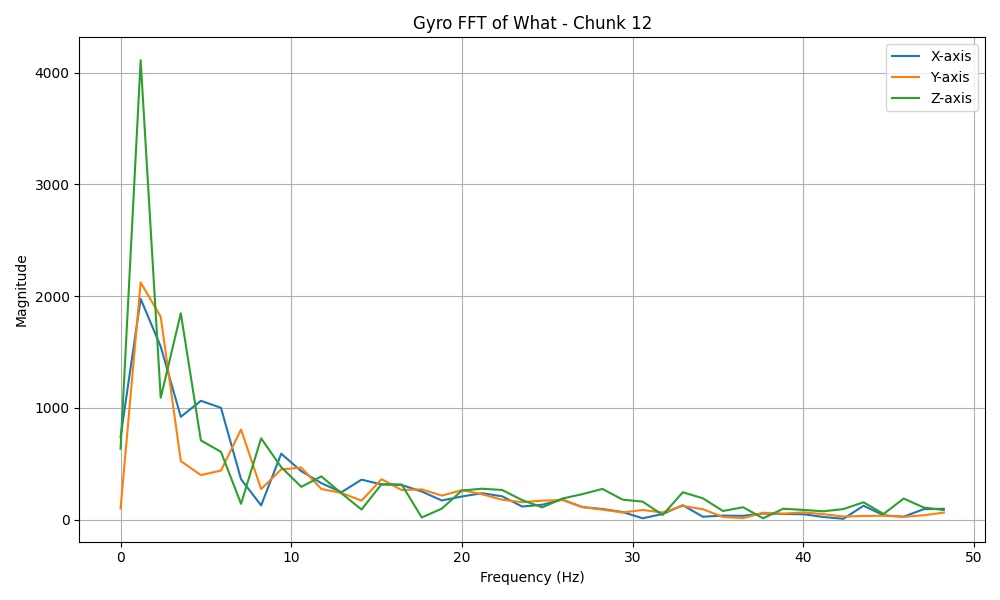 Gyro FFT of What - Chunk 12
X-axis
Y-axis
Z-axis
4000
3000
2000
1000
0
Magnitude
0 10 20 30 40 50
Frequency (Hz)